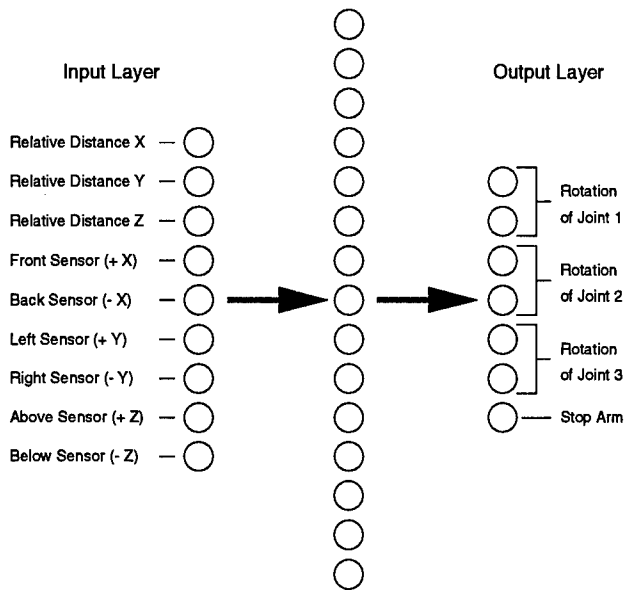 Input Layer
Output Layer
Relative Distance X
Relative Distance Y
Relative Distance Z
Front Sensor (+ X)
Back Sensor (- X)
Left Sensor (+ Y)
Right Sensor (- Y)
Above Sensor (+ Z)
Below Sensor (- Z)
Rotation
of Joint 1
Rotation
of Joint 2
Rotation
of Joint 3
Stop Arm